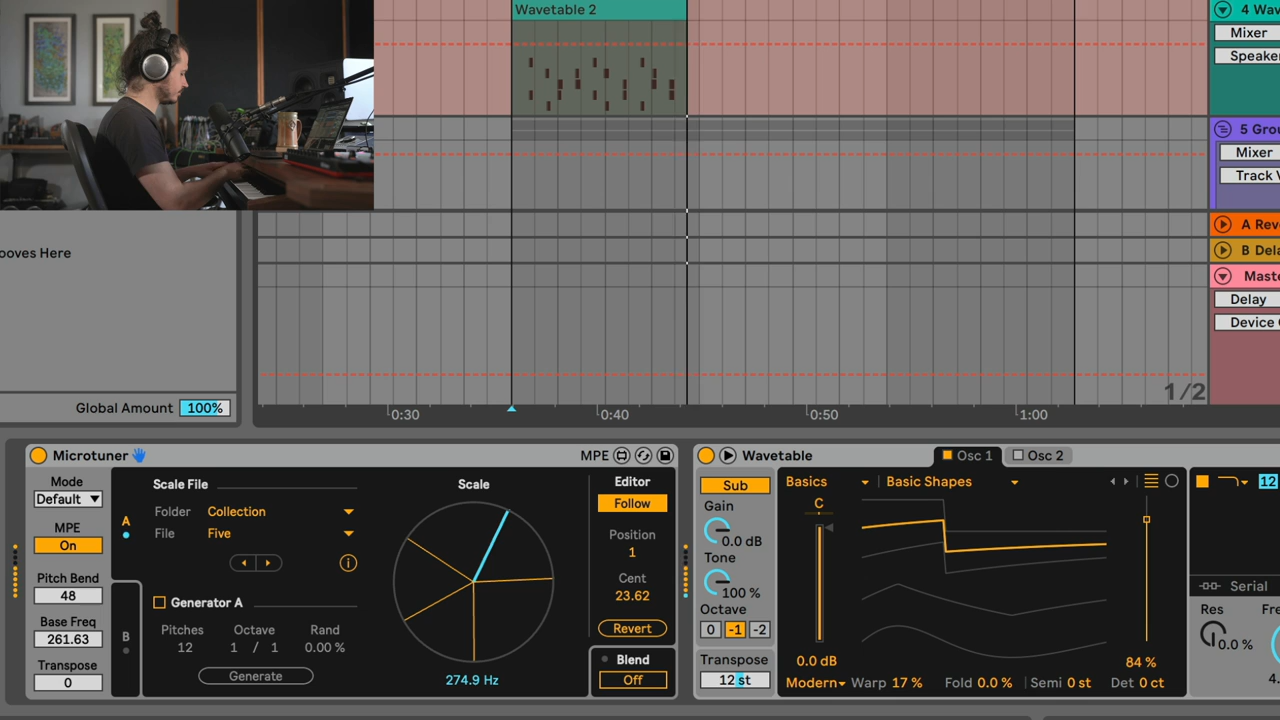 Wavetable 2
4 Wav
Mixer
Speake
5 Grou
Mixer
Track V
A Rev
B Dela
Maste
Delay
Device
ooves Here
Global Amount 100%
1/2
0:30 0:40 0:50 1:00
Microtuner MPE
Mode
Default
MPE
On
Pitch Bend
48
Base Freq
261.63
Transpose
0
A
B
Scale File
Folder Collection
File Five
Generator A
Pitches Octave Rand
12 1 / 1 0.00 %
Generate
Scale
274.9 Hz
Editor
Follow
Position
1
Cent
23.62
Revert
Blend
Off
Wavetable Osc 1 Osc 2
Sub
Gain
0.0 dB
Tone
100 %
Octave
0 -1 -2
Transpose
12 st
Basics Basic Shapes
C
0.0 dB
84 %
Modern Warp 17 % Fold 0.0 % Semi 0 st Det 0 ct
12
Serial
Res Fre
0.0 %
4.